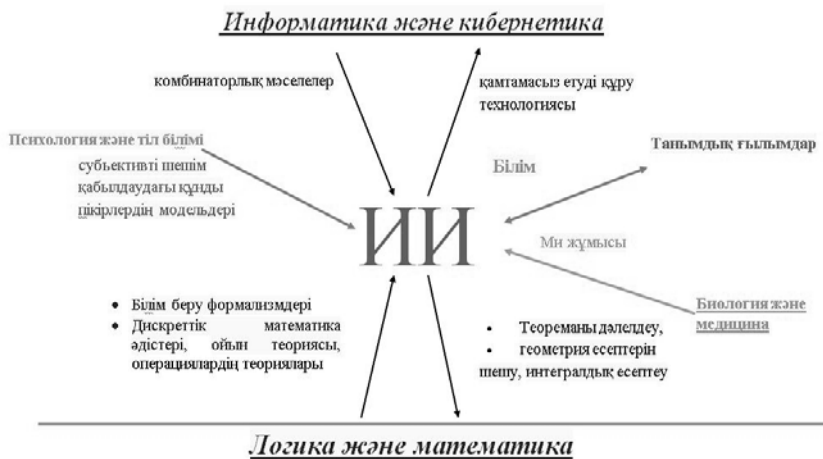 Информатика және кибернетика
комбинаторлық мәселелер
қамтамасыз етуді құру
технологиясы
Психология және тіл білімі
субъективті шешім
қабылдаудағы құнды
пікірлердің модельдері
Білім
Танымдық ғылымдар
ИИ
Ми жұмысы
Биология және
медицина
• Білім беру формализмдері
• Дискреттік математика
әдістері, ойын теориясы,
операциялардің теориялары
• Теореманы дәлелдеу,
• геометрия есептерін
шешу, интегралдық есептеу
Логика және математика